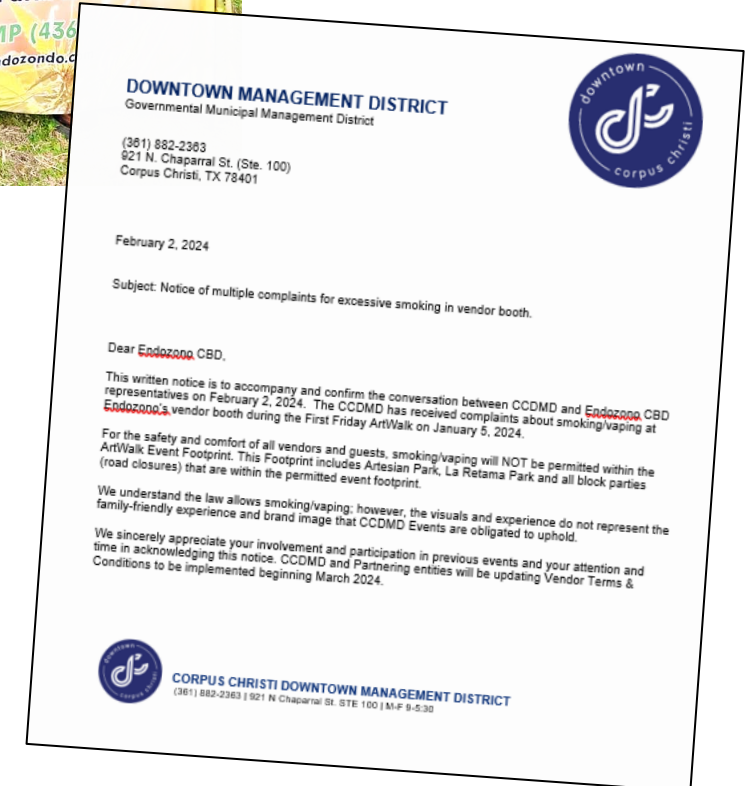 MP (436
dozondo.c
DOWNTOWN MANAGEMENT DISTRICT
Governmental Municipal Management District
(361) 882-2363
921 N. Chaparral St. (Ste. 100)
Corpus Christi, TX 78401
downtown
corpus christi
February 2, 2024
Subject: Notice of multiple complaints for excessive smoking in vendor booth.
Dear Endozono CBD,
This written notice is to accompany and confirm the conversation between CCDMD and Endozono CBD
representatives on February 2, 2024. The CCDMD has received complaints about smoking/vaping at
Endozono's vendor booth during the First Friday ArtWalk on January 5, 2024.
For the safety and comfort of all vendors and guests, smoking/vaping will NOT be permitted within the
ArtWalk Event Footprint. This Footprint includes Artesian Park, La Retama Park and all block parties
(road closures) that are within the permitted event footprint.
We understand the law allows smoking/vaping; however, the visuals and experience do not represent the
family-friendly experience and brand image that CCDMD Events are obligated to uphold.
We sincerely appreciate your involvement and participation in previous events and your attention and
time in acknowledging this notice. CCDMD and Partnering entities will be updating Vendor Terms &
Conditions to be implemented beginning March 2024.
downtown
corpus christi
CORPUS CHRISTI DOWNTOWN MANAGEMENT DISTRICT
(361) 882-2363 | 921 N Chaparral St. STE 100 | M-F 9-5:30